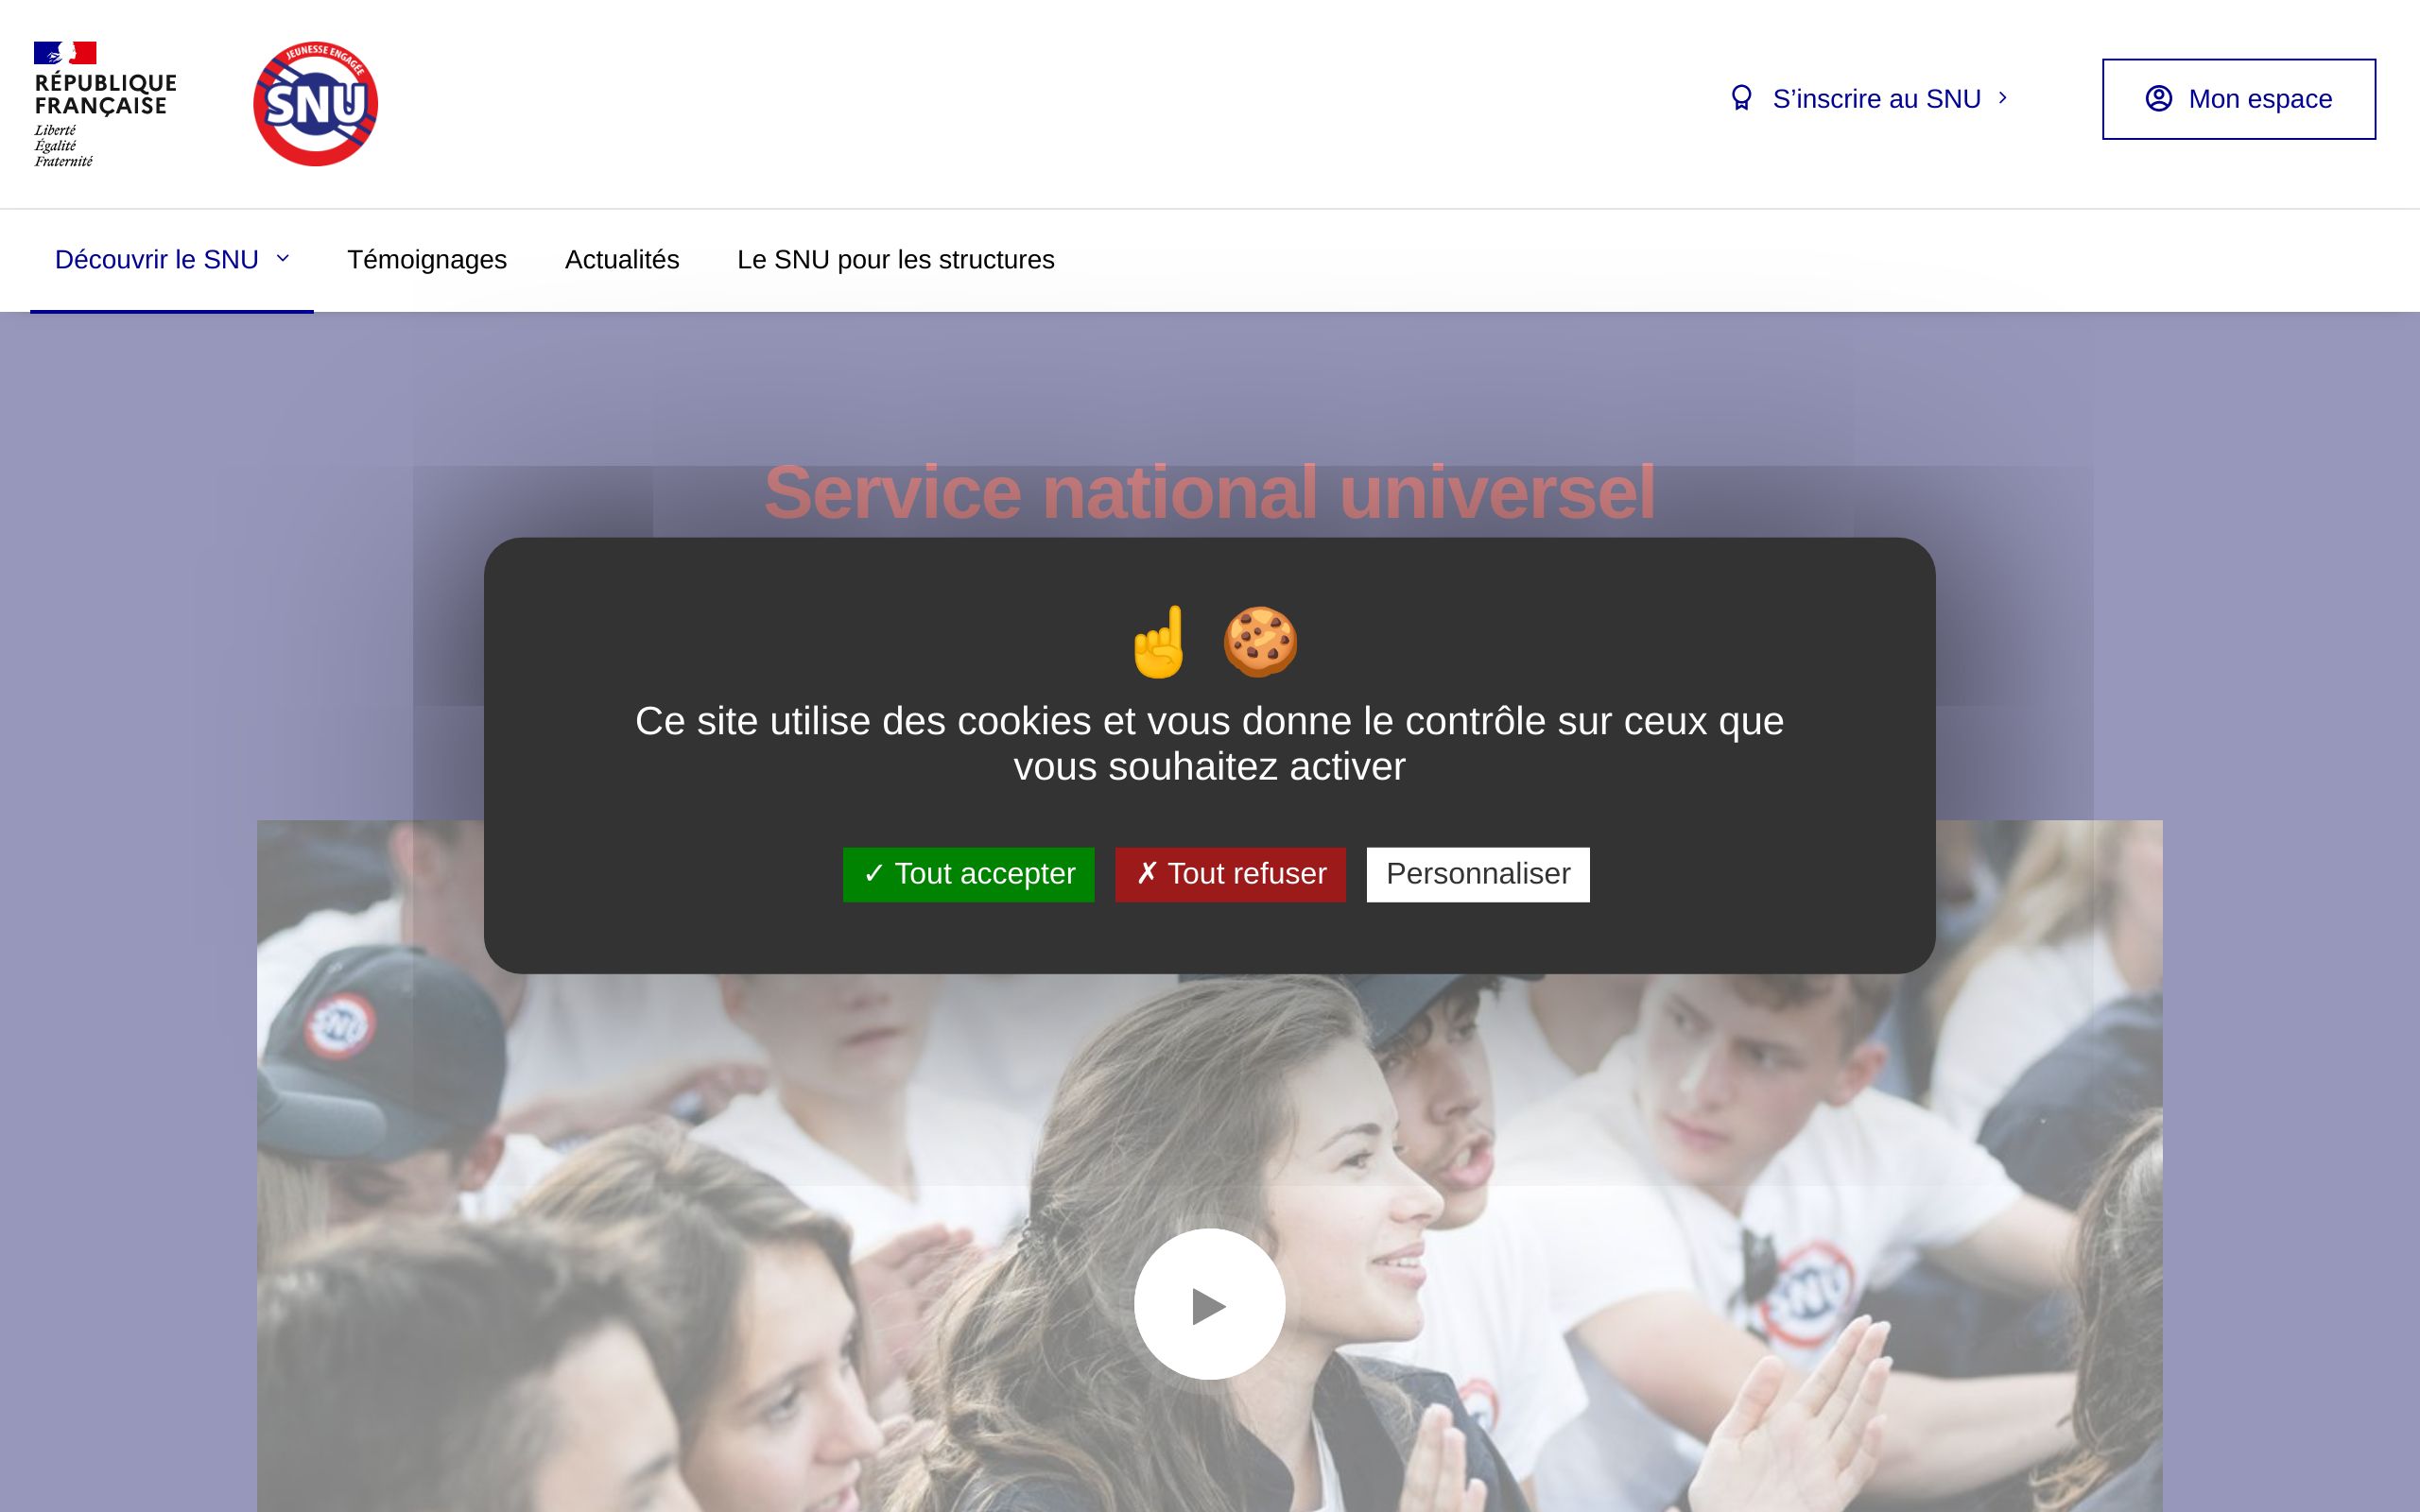 RÉPUBLIQUE
FRANÇAISE
Liberté
Égalité
Fraternité
JEUNESSE ENGAGÉE
SNU
S’inscrire au SNU
Mon espace
Découvrir le SNU
Témoignages
Actualités
Le SNU pour les structures
Service national universel
Ce site utilise des cookies et vous donne le contrôle sur ceux que
vous souhaitez activer
✓ Tout accepter
✗ Tout refuser
Personnaliser
SNU
SNU